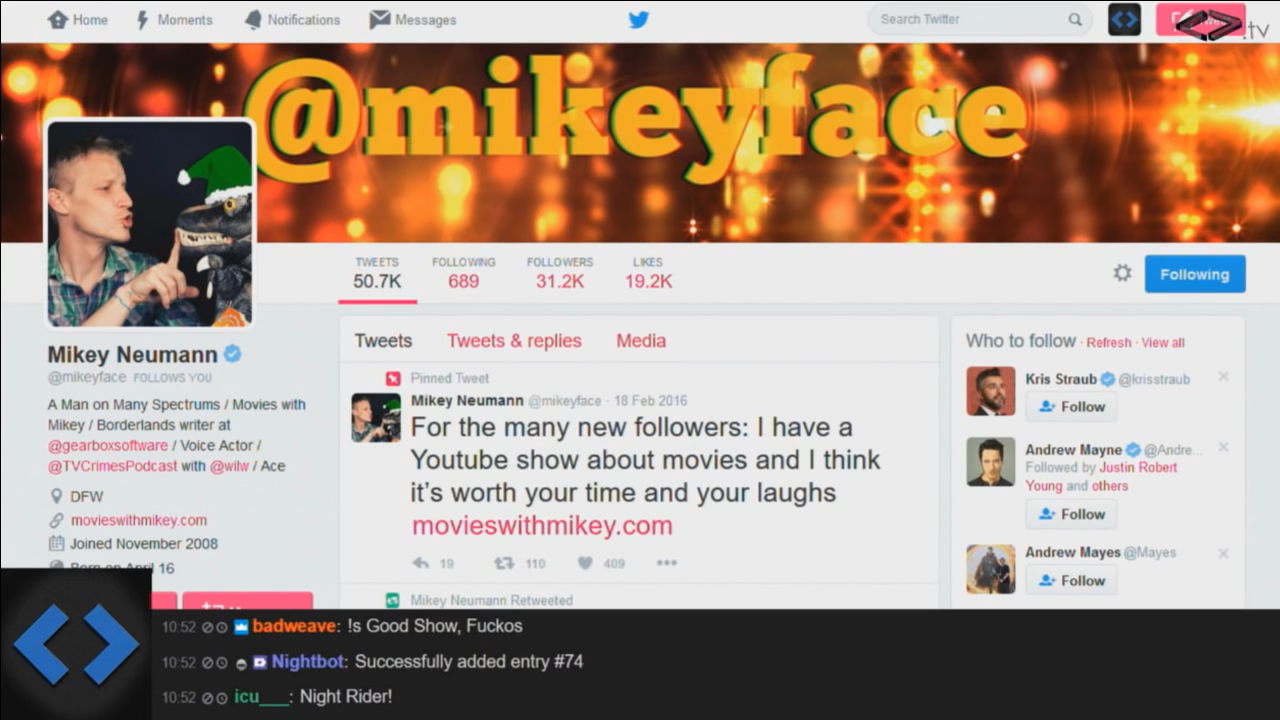 Home Moments Notifications Messages Search Twitter
.tv
@mikeyface
TWEETS FOLLOWING FOLLOWERS LIKES
50.7K 689 31.2K 19.2K
Following
Mikey Neumann
@mikeyface FOLLOWS YOU
A Man on Many Spectrums / Movies with
Mikey / Borderlands writer at
@gearboxsoftware / Voice Actor /
@TVCrimesPodcast with @wilw / Ace
DFW
movieswithmikey.com
Joined November 2008
Born on April 16
Tweets Tweets & replies Media
Pinned Tweet
Mikey Neumann @mikeyface · 18 Feb 2016
For the many new followers: I have a
Youtube show about movies and I think
it's worth your time and your laughs
movieswithmikey.com
19 110 409
Mikey Neumann Retweeted
Who to follow · Refresh · View all
Kris Straub @krisstraub
Follow
Andrew Mayne @Andre...
Followed by Justin Robert
Young and others
Follow
Andrew Mayes @Mayes
Follow
10:52 badweave: !s Good Show, Fuckos
10:52 Nightbot: Successfully added entry #74
10:52 icu___: Night Rider!